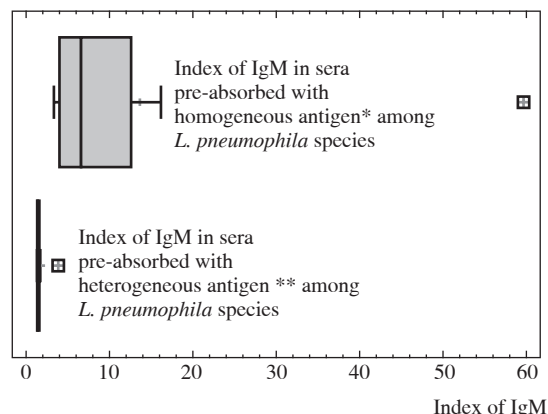 Index of IgM in sera
pre-absorbed with
homogeneous antigen* among
L. pneumophila species
Index of IgM in sera
pre-absorbed with
heterogeneous antigen ** among
L. pneumophila species
0 10 20 30 40 50 60
Index of IgM